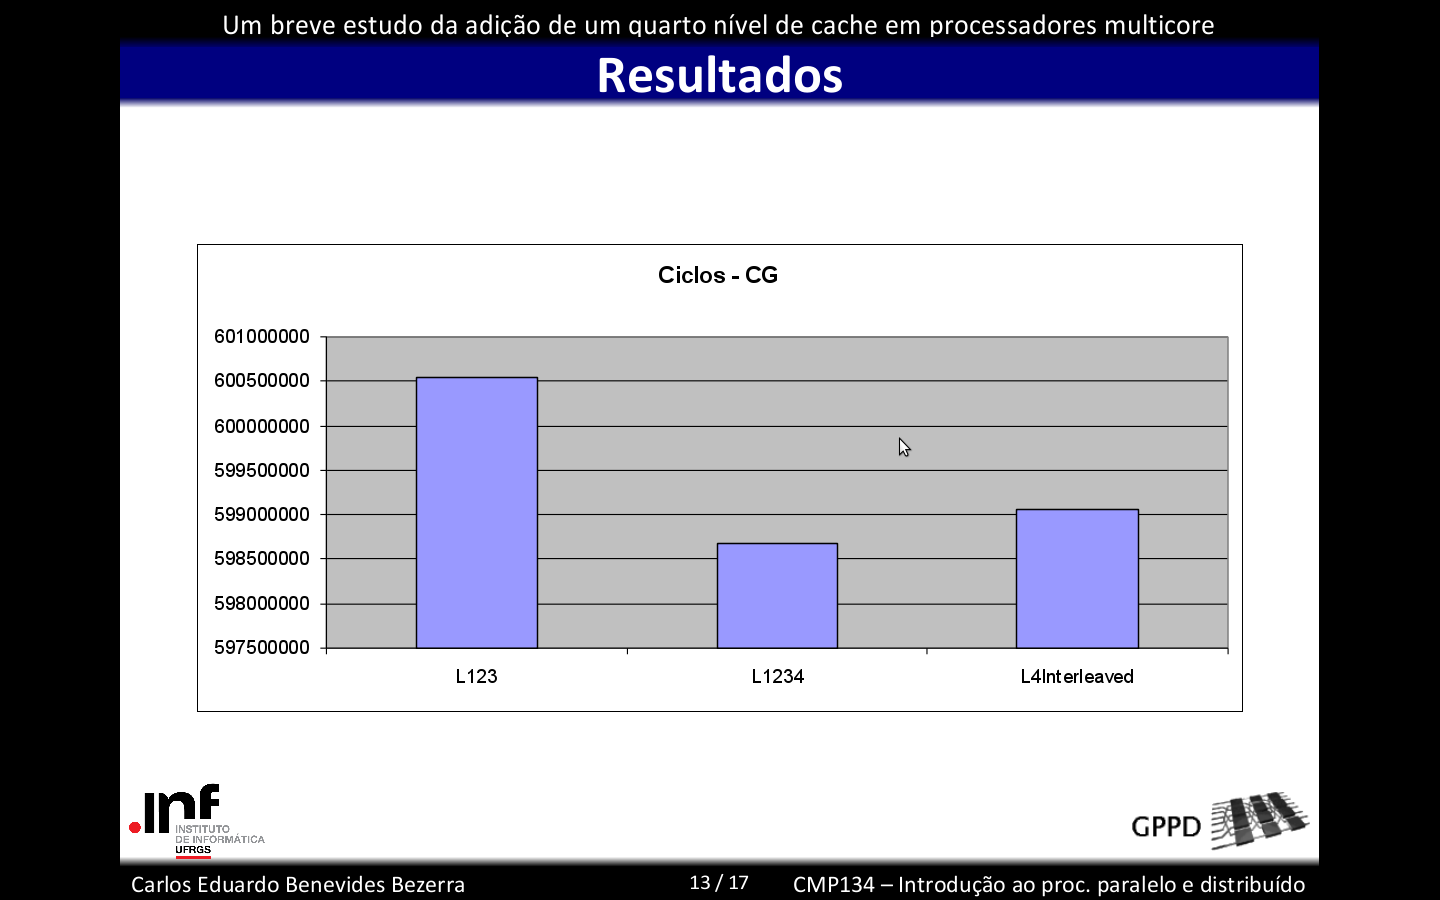 Um breve estudo da adição de um quarto nível de cache em processadores multicore
Resultados
Ciclos - CG
601000000
600500000
600000000
599500000
599000000
598500000
598000000
597500000
L123
L1234
L4Interleaved
.inf
INSTITUTO
DE INFORMÁTICA
UFRGS
GPPD
Carlos Eduardo Benevides Bezerra
13 / 17
CMP134 – Introdução ao proc. paralelo e distribuído